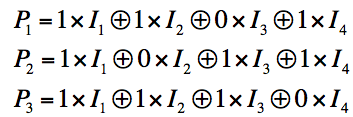 P₁ = 1×I₁⊕1×I₂⊕0×I₃⊕1×I₄
P₂ = 1×I₁⊕0×I₂⊕1×I₃⊕1×I₄
P₃ = 1×I₁⊕1×I₂⊕1×I₃⊕0×I₄